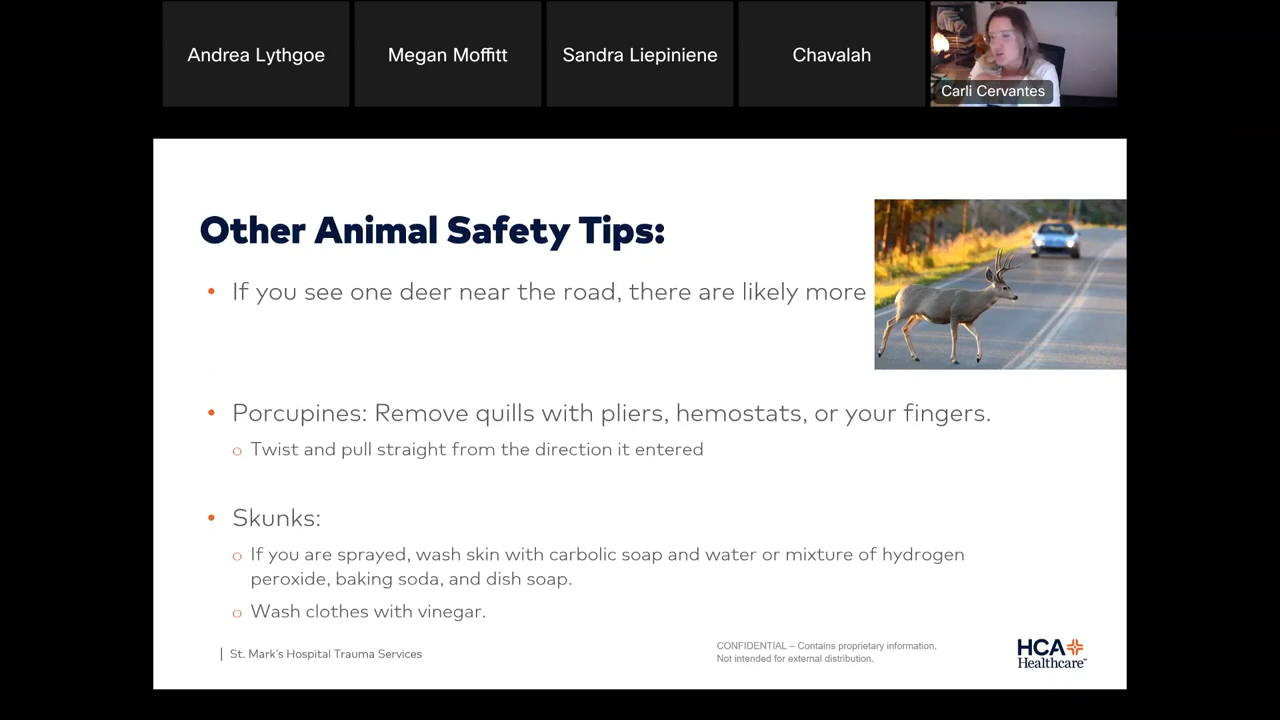 Andrea Lythgoe
Megan Moffitt
Sandra Liepiniene
Chavalah
Carli Cervantes
Other Animal Safety Tips:
• If you see one deer near the road, there are likely more
• Porcupines: Remove quills with pliers, hemostats, or your fingers.
o Twist and pull straight from the direction it entered
• Skunks:
o If you are sprayed, wash skin with carbolic soap and water or mixture of hydrogen
peroxide, baking soda, and dish soap.
o Wash clothes with vinegar.
| St. Mark's Hospital Trauma Services
CONFIDENTIAL – Contains proprietary information.
Not intended for external distribution.
HCA
Healthcare™